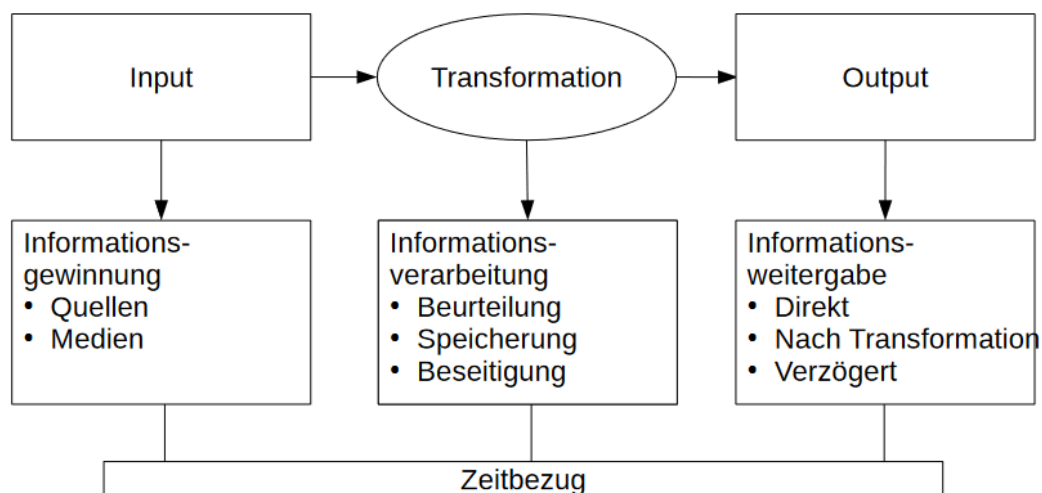 Input
Transformation
Output
Informations-
gewinnung
• Quellen
• Medien
Informations-
verarbeitung
• Beurteilung
• Speicherung
• Beseitigung
Informations-
weitergabe
• Direkt
• Nach Transformation
• Verzögert
Zeitbezug